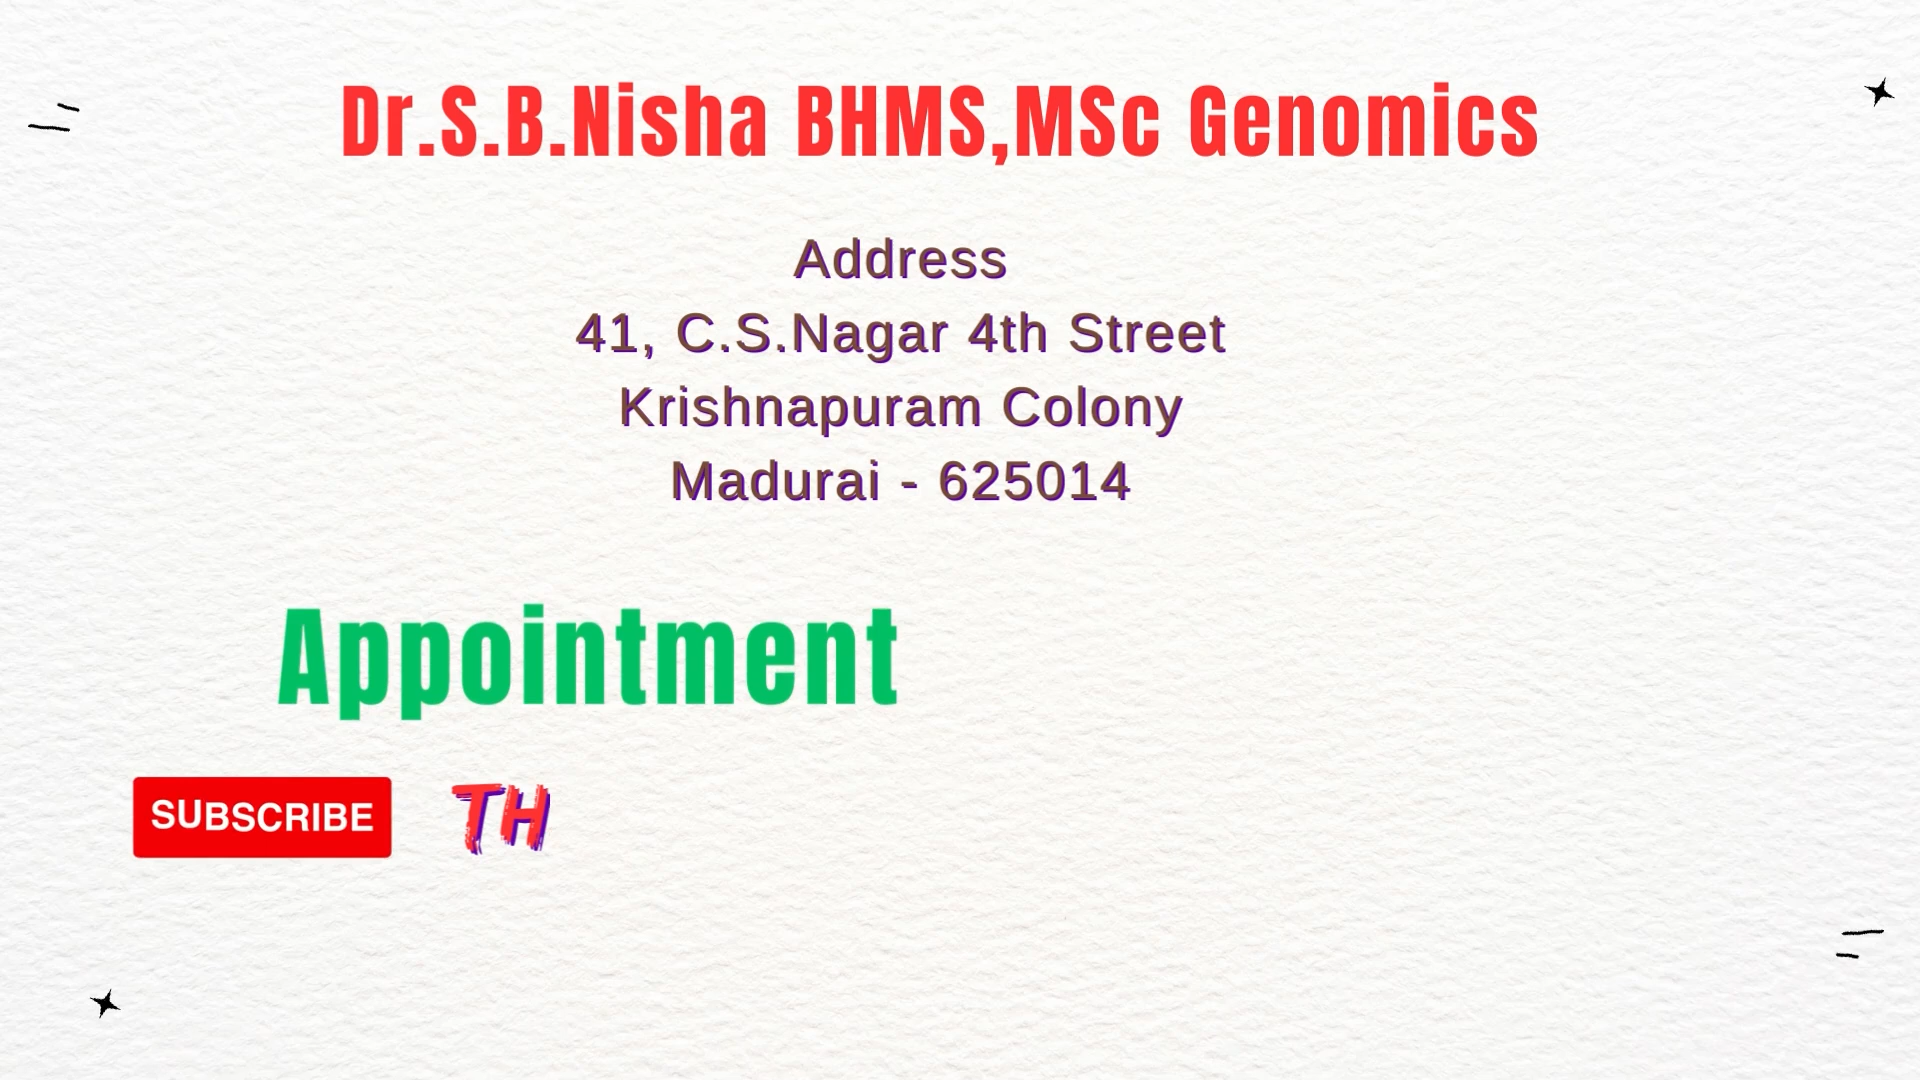 Dr.S.B.Nisha BHMS,MSc Genomics
Address
41, C.S.Nagar 4th Street
Krishnapuram Colony
Madurai - 625014
Appointment
SUBSCRIBE
TH